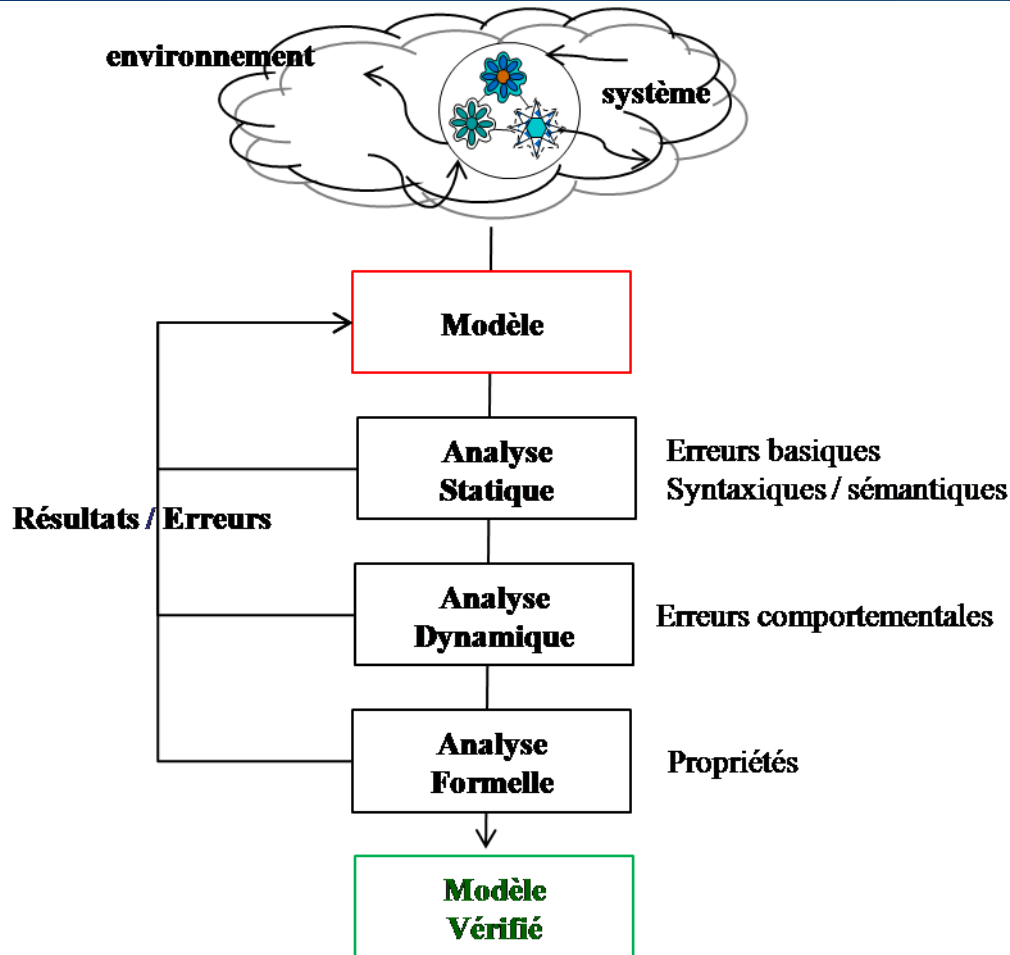 environnement
système
Modèle
Analyse
Statique
Erreurs basiques
Syntaxiques / sémantiques
Résultats / Erreurs
Analyse
Dynamique
Erreurs comportementales
Analyse
Formelle
Propriétés
Modèle
Vérifié